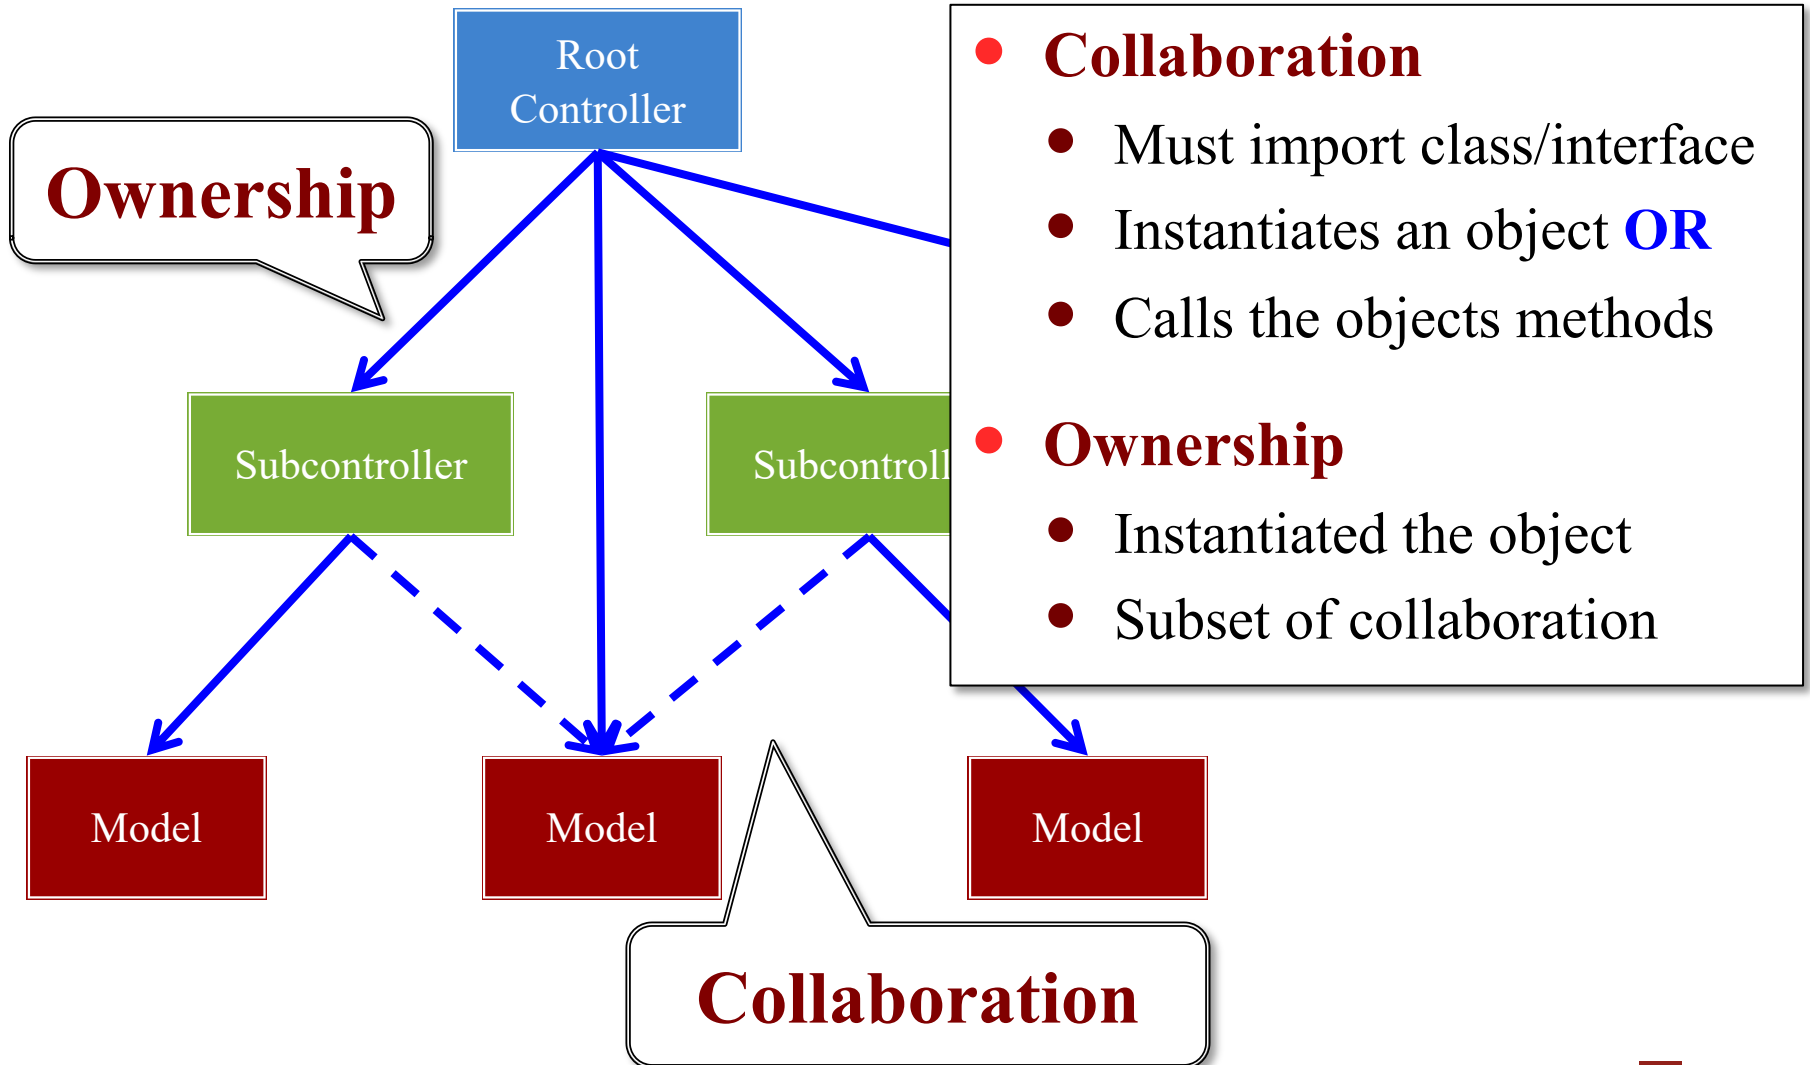 Root
Controller
Ownership
Subcontroller
Subcontroll
Model
Model
Model
Collaboration
Collaboration
Must import class/interface
Instantiates an object OR
Calls the objects methods
Ownership
Instantiated the object
Subset of collaboration